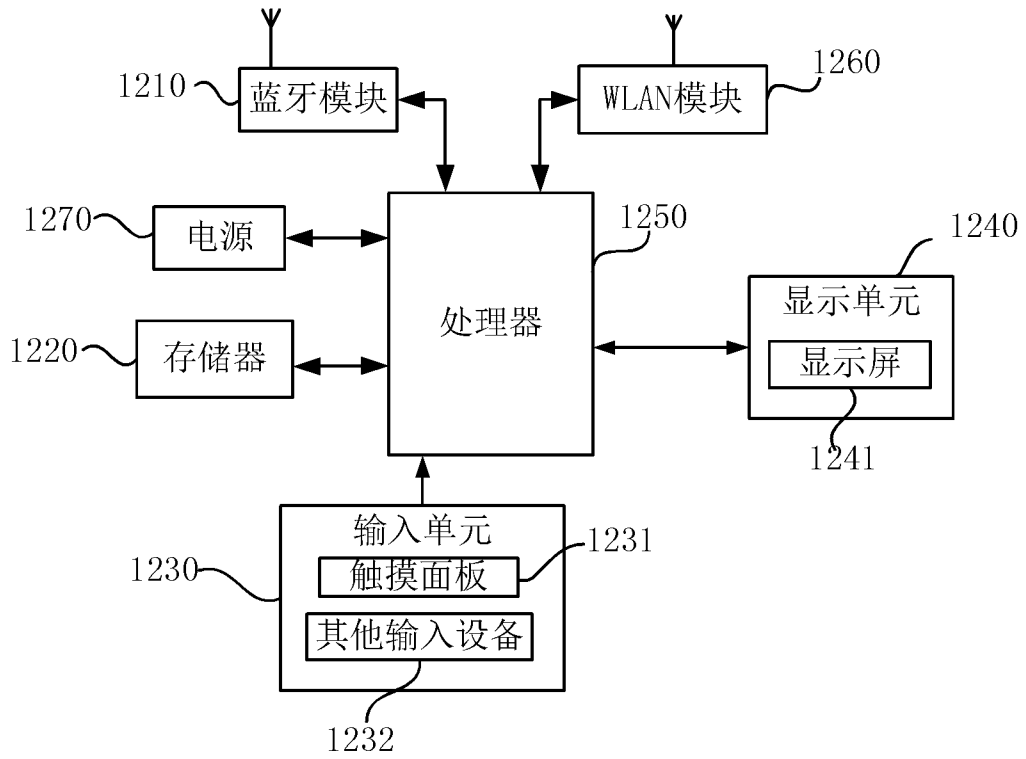 1210
蓝牙模块
WLAN模块
1260
1270
电源
1250
1240
处理器
显示单元
1220
存储器
显示屏
1241
1230
输入单元
1231
触摸面板
其他输入设备
1232